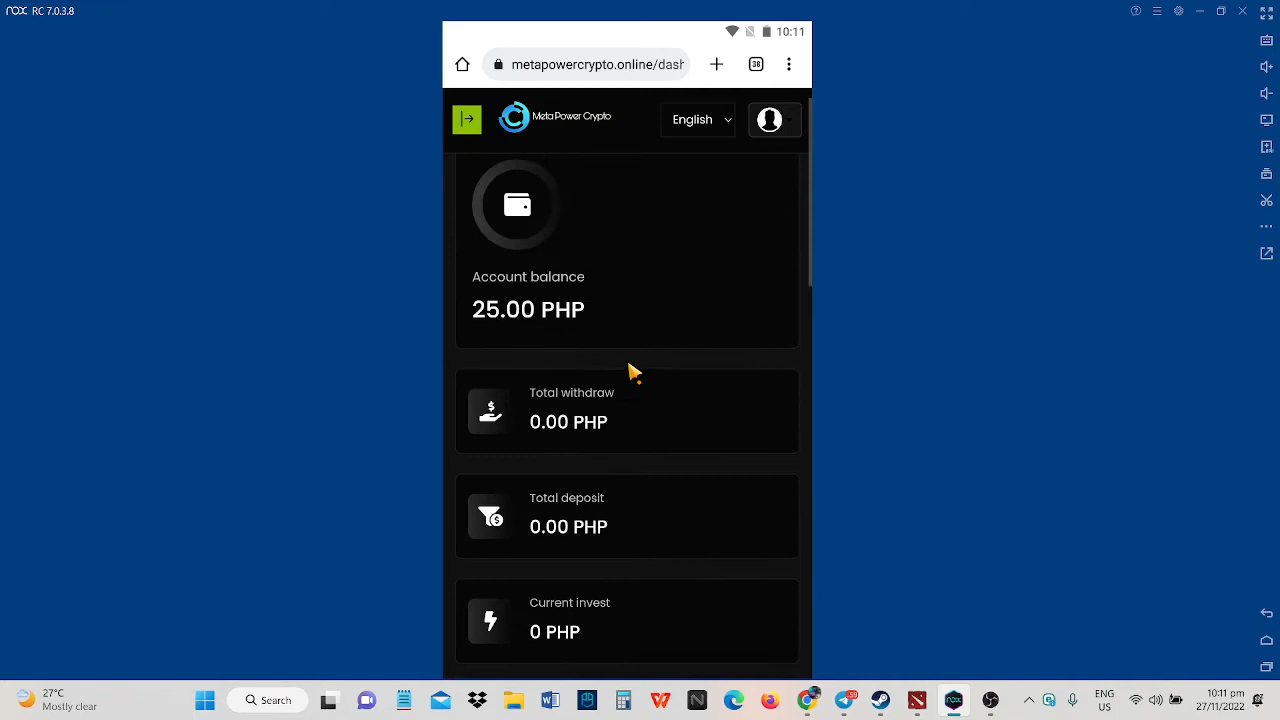 nox RC 7.0.3.8
10:11
metapowercrypto.online/dash
38
Meta Power Crypto
English
Account balance
25.00 PHP
Total withdraw
0.00 PHP
Total deposit
0.00 PHP
Current invest
0 PHP
27°C
Mostly clear
Search
ENG
US
10:11 pm
27/11/2022